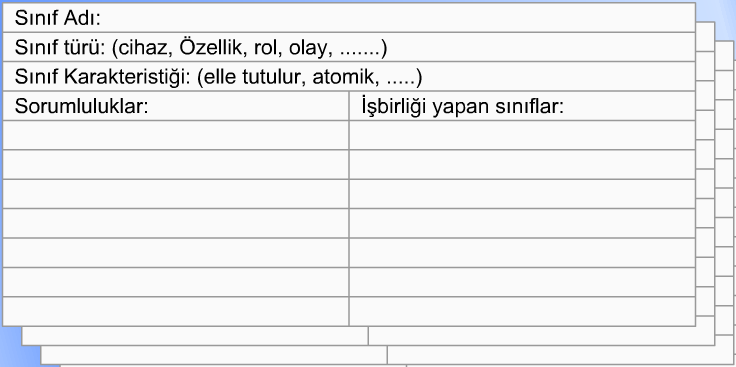 Sınıf Adı:
Sınıf türü: (cihaz, Özellik, rol, olay, .......)
Sınıf Karakteristiği: (elle tutulur, atomik, .....)
Sorumluluklar:
İşbirliği yapan sınıflar: